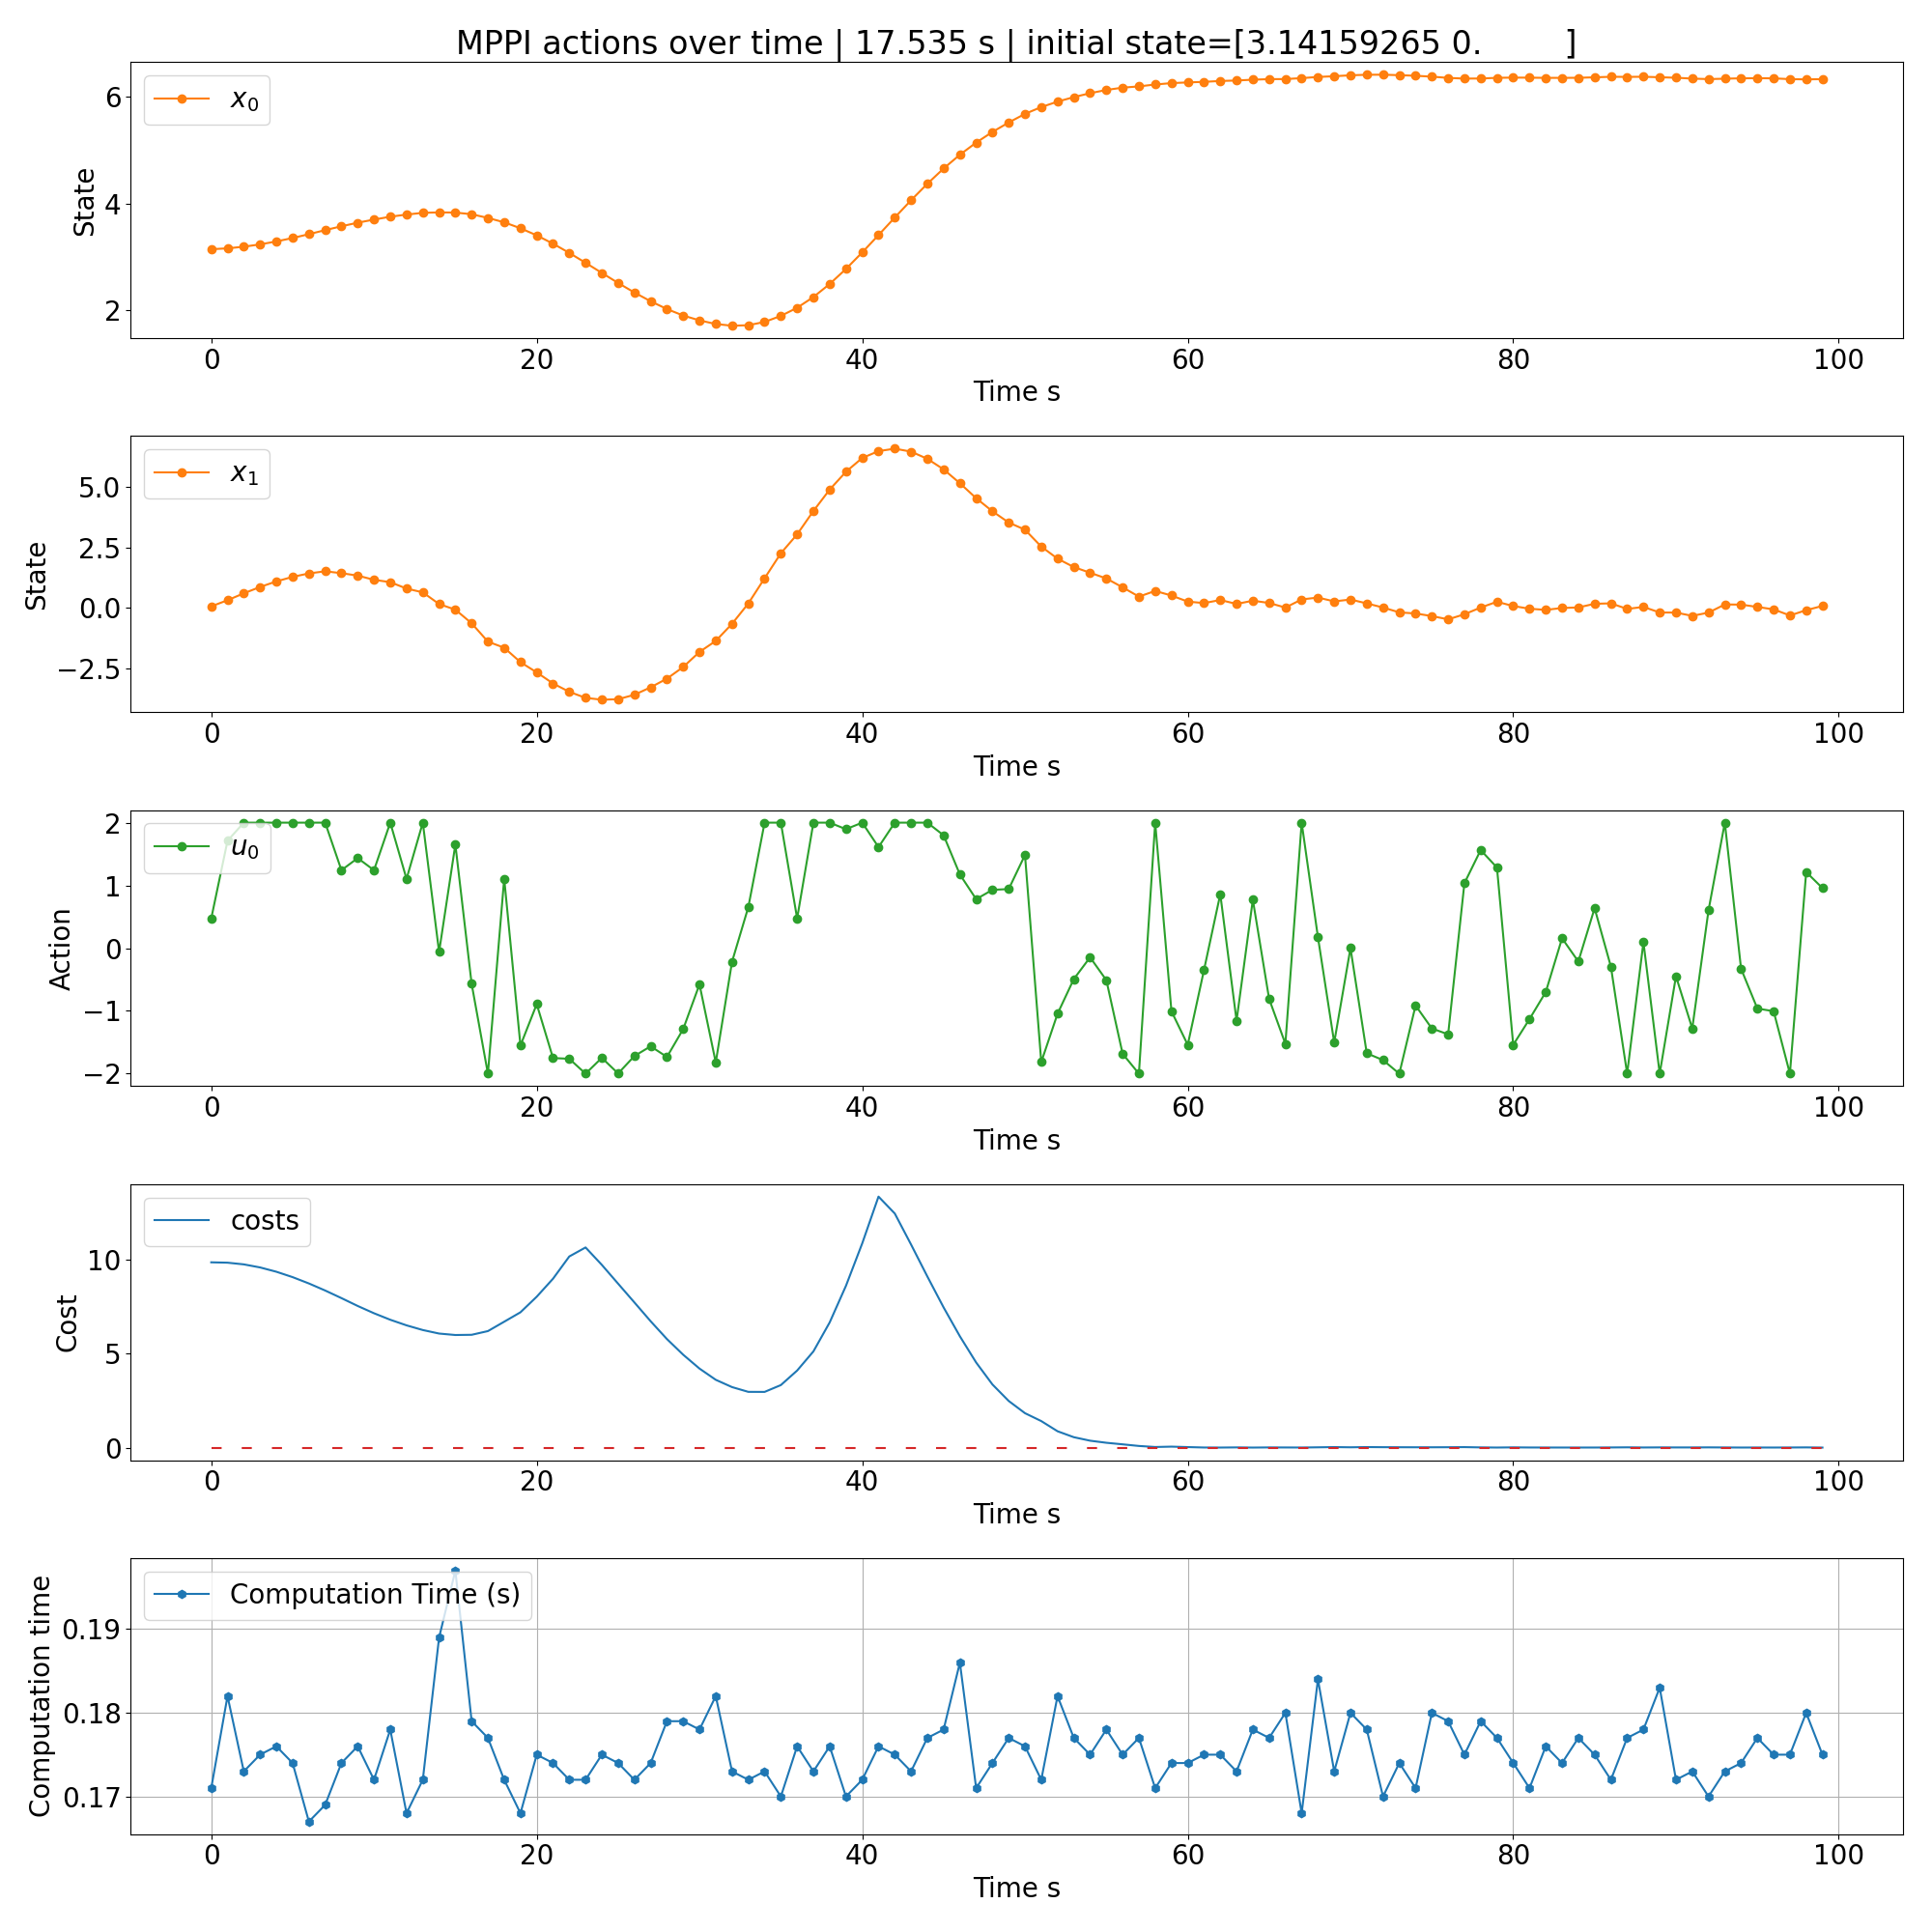 MPPI actions over time | 17.535 s | initial state=[3.14159265 0.         ]
x₀
State
6
4
2
0 20 40 60 80 100
Time s
x₁
State
5.0
2.5
0.0
−2.5
0 20 40 60 80 100
Time s
u₀
Action
2
1
0
−1
−2
0 20 40 60 80 100
Time s
costs
Cost
10
5
0
0 20 40 60 80 100
Time s
Computation Time (s)
Computation time
0.19
0.18
0.17
0 20 40 60 80 100
Time s